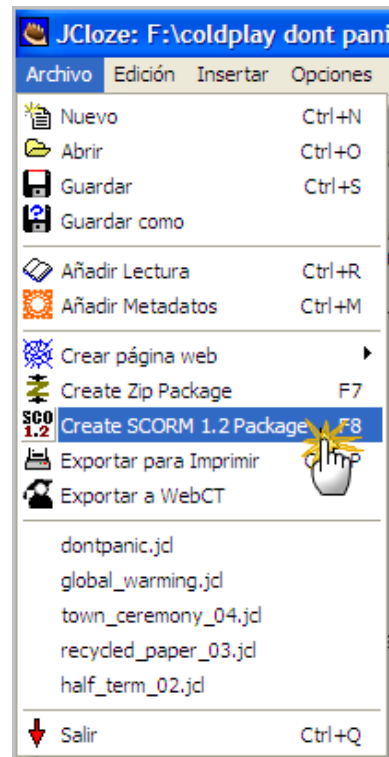 JCloze: F:\coldplay dont pani
Archivo Edición Insertar Opciones
Nuevo Ctrl+N
Abrir Ctrl+O
Guardar Ctrl+S
Guardar como
Añadir Lectura Ctrl+R
Añadir Metadatos Ctrl+M
Crear página web
Create Zip Package F7
SCO 1.2 Create SCORM 1.2 Package F8
Exportar para Imprimir
Exportar a WebCT
dontpanic.jcl
global_warming.jcl
town_ceremony_04.jcl
recycled_paper_03.jcl
half_term_02.jcl
Salir Ctrl+Q